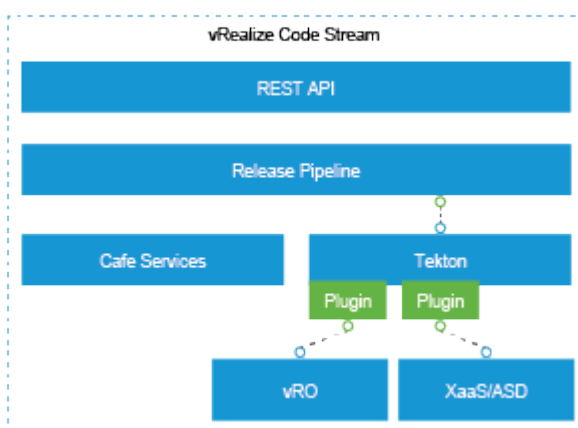 vRealize Code Stream
REST API
Release Pipeline
Cafe Services
Tekton
Plugin
Plugin
vRO
XaaS/ASD